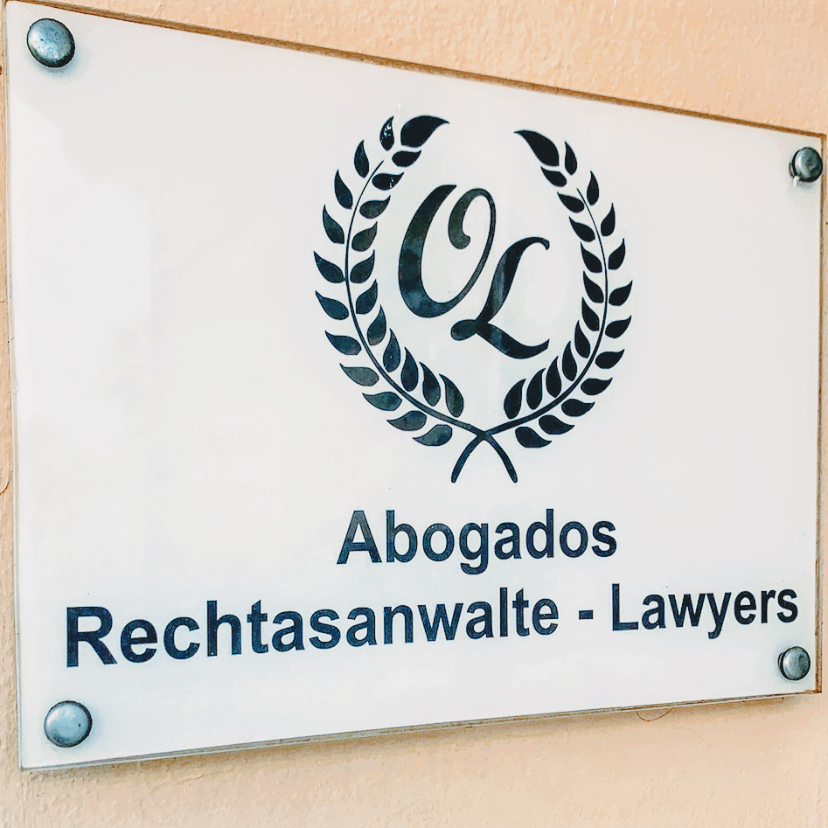 OL
Abogados
Rechtasanwalte - Lawyers